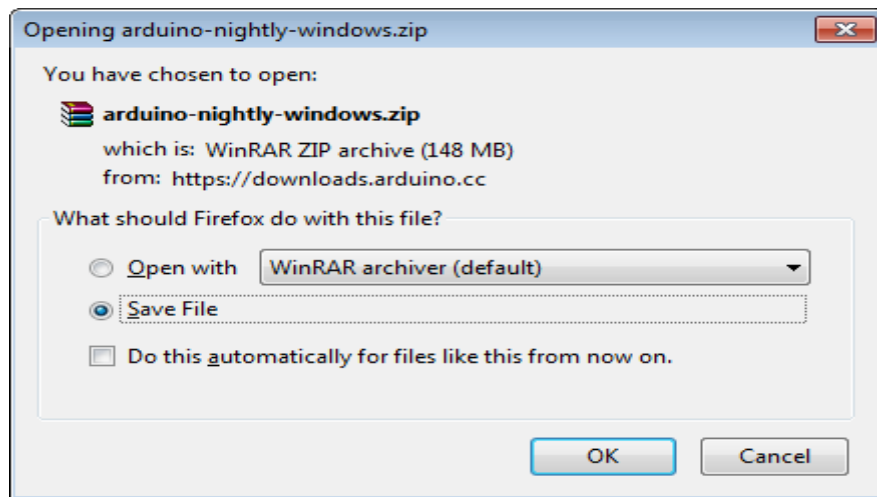 Opening arduino-nightly-windows.zip
You have chosen to open:
arduino-nightly-windows.zip
which is: WinRAR ZIP archive (148 MB)
from: https://downloads.arduino.cc
What should Firefox do with this file?
Open with WinRAR archiver (default)
Save File
Do this automatically for files like this from now on.
OK Cancel